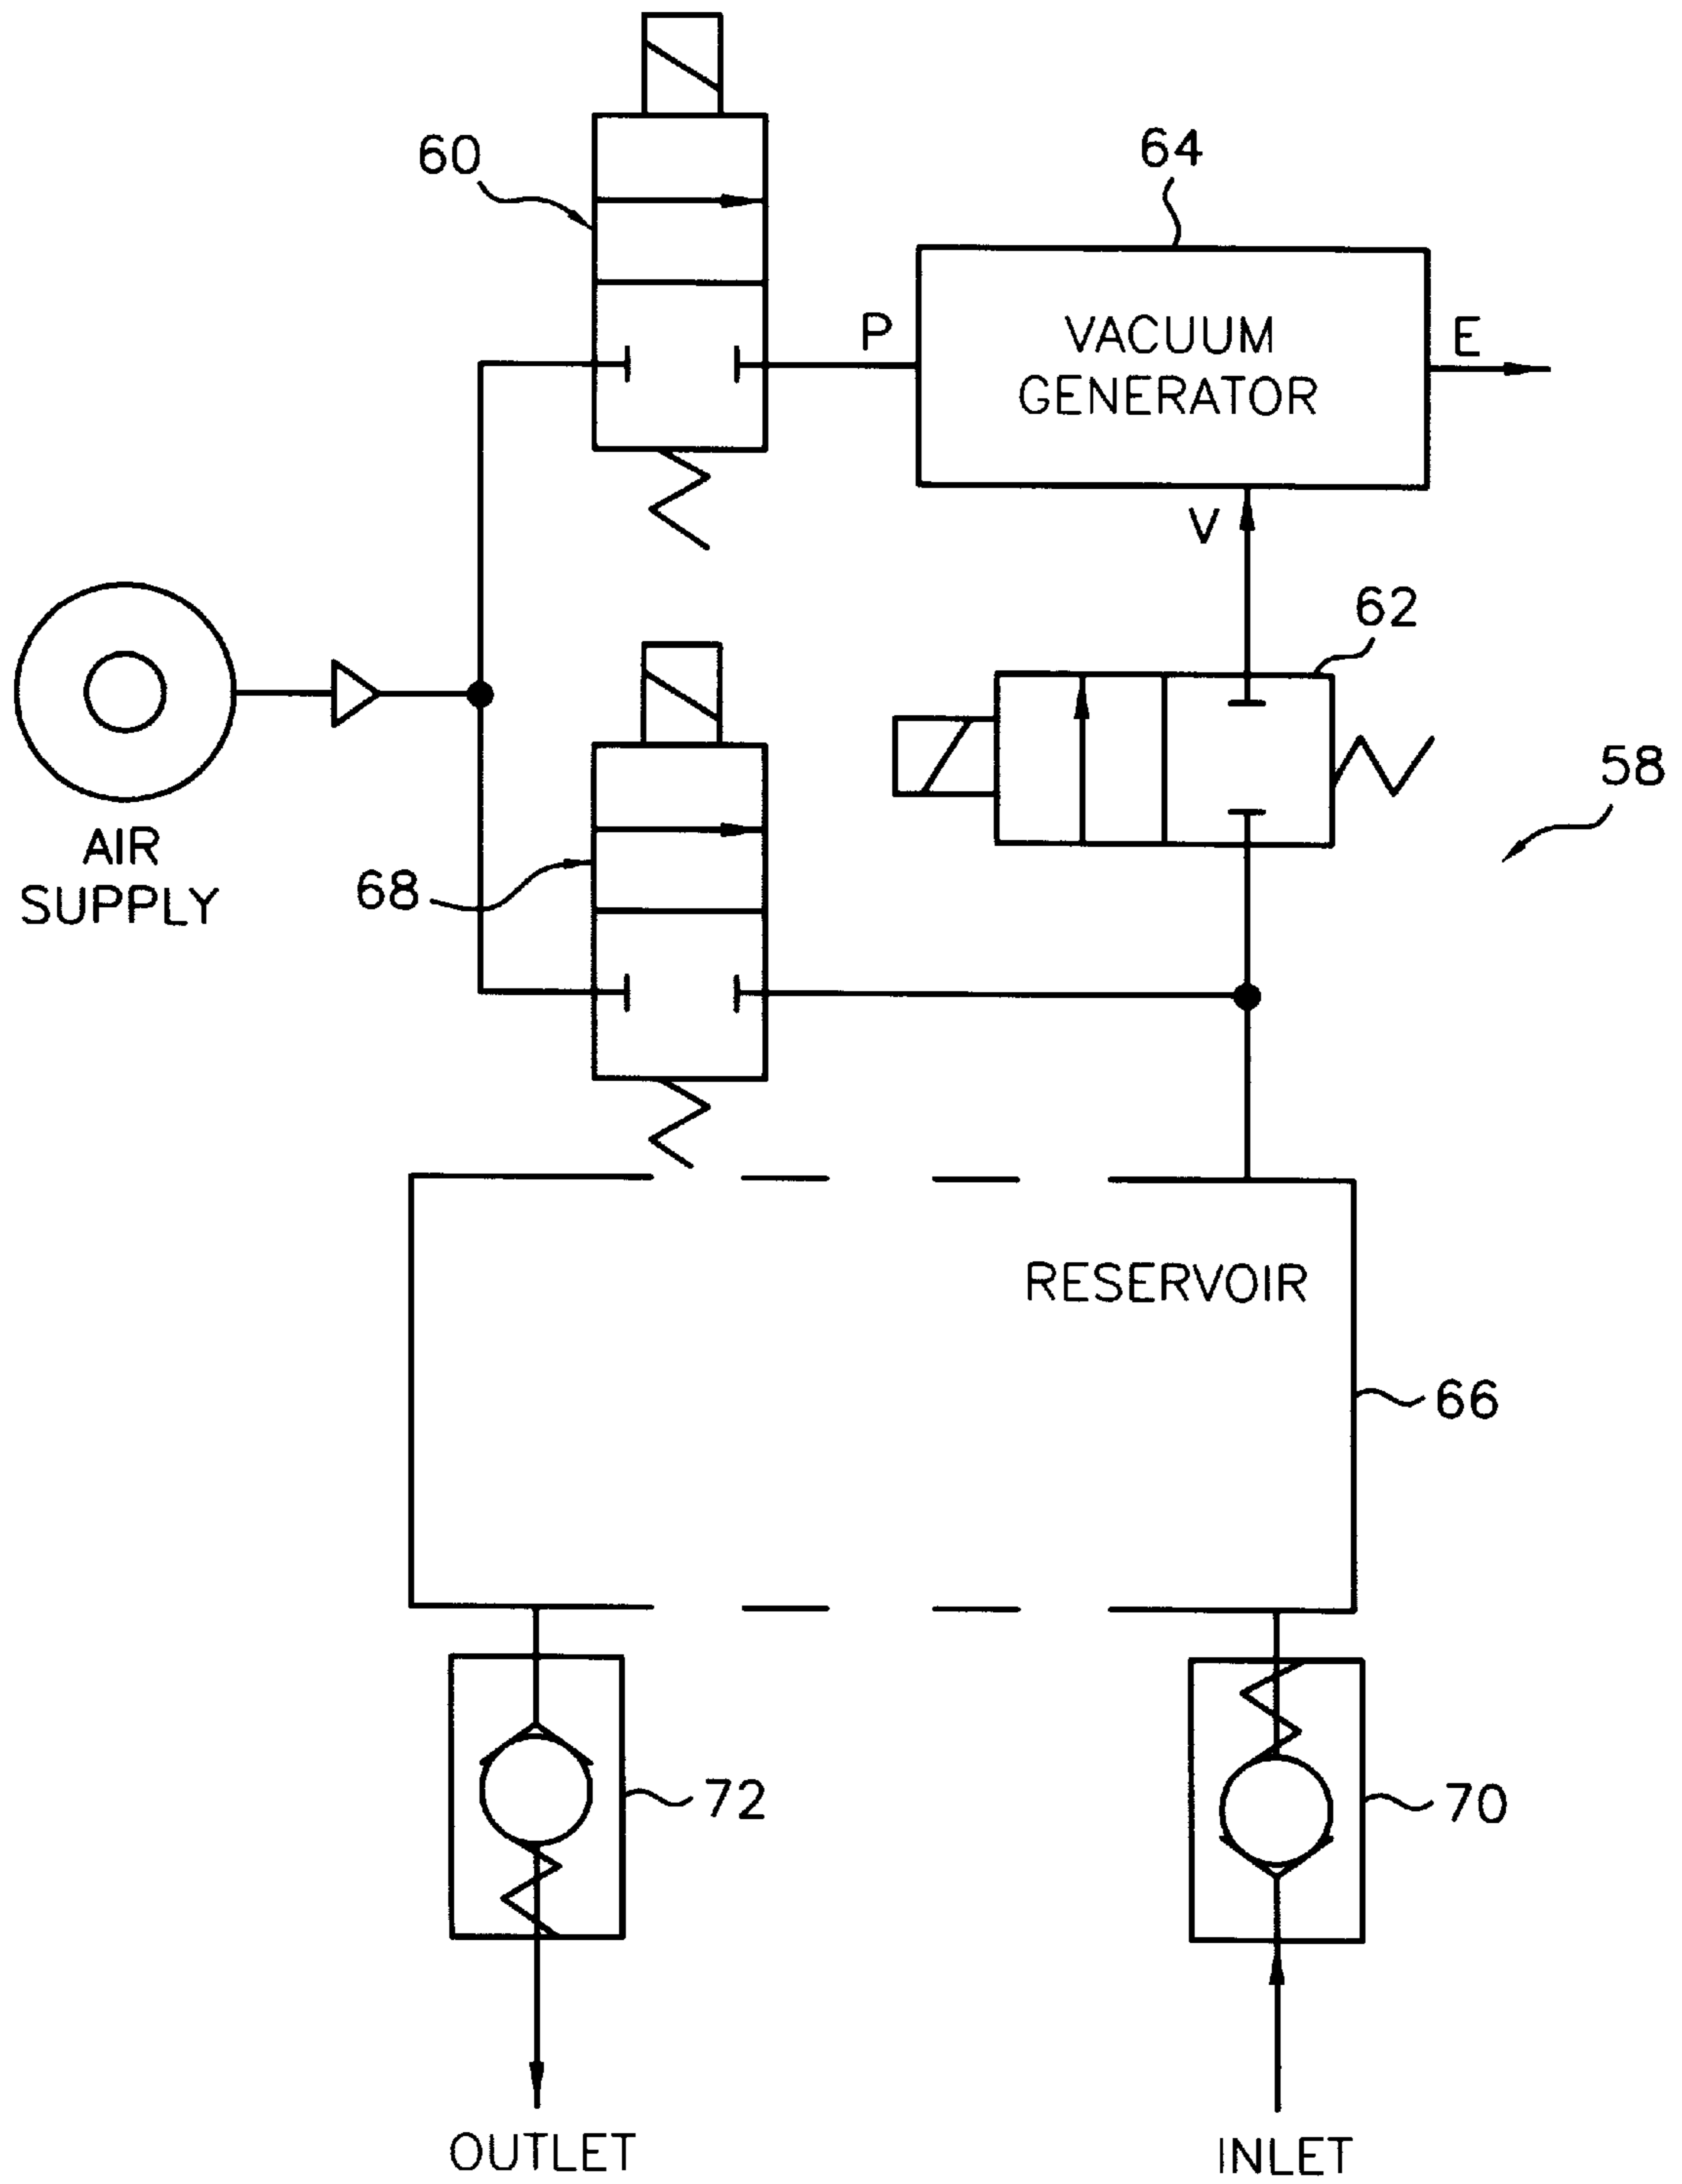 60
64
P
VACUUM
GENERATOR
E
V
62
58
AIR
SUPPLY
68
RESERVOIR
66
72
70
OUTLET
INLET